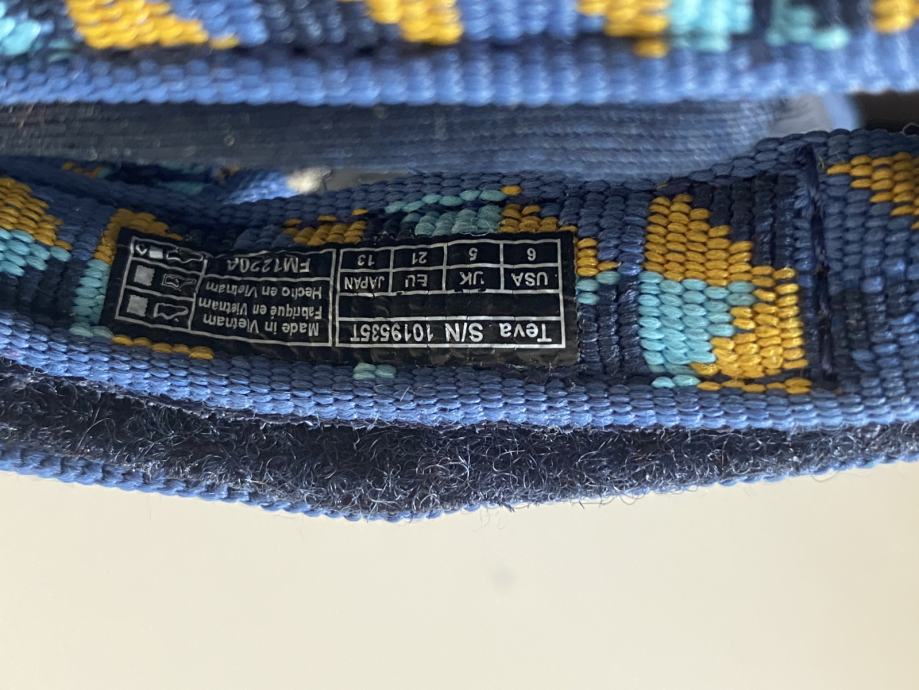 Teva. S/N 1019535T
USA UK EU JAPAN
6 5 21 13
Made in Vietnam
Fabriqué en Vietnam
Hecho en Vietnam
FM1220A